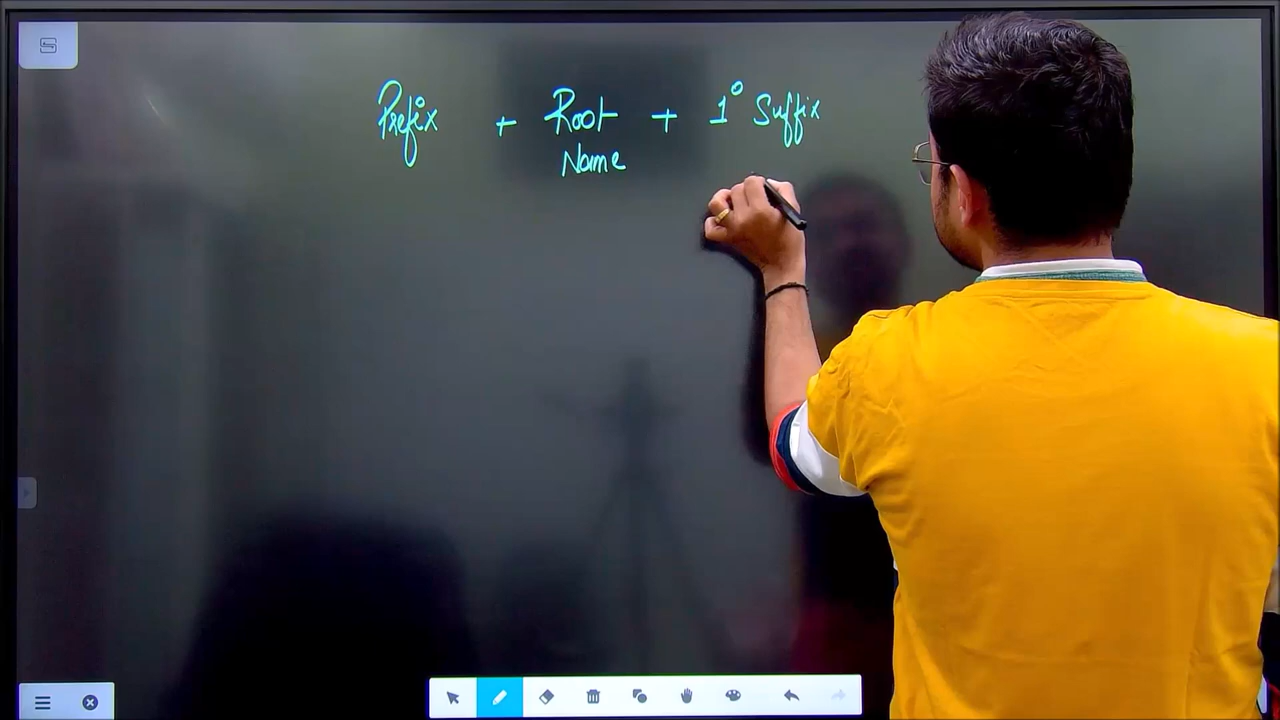 Prefix + Root + 1° Suffix
Name